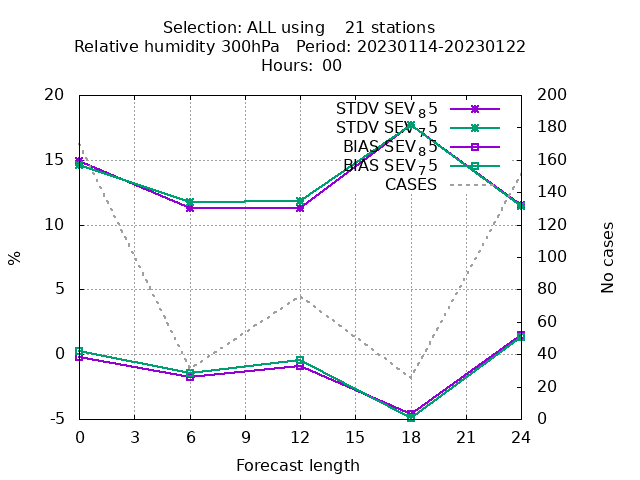 Selection: ALL using    21 stations
Relative humidity 300hPa   Period: 20230114-20230122
Hours: 00
STDV SEV₈5
STDV SEV₇5
BIAS SEV₈5
BIAS SEV₇5
CASES
20
15
10
5
0
-5
%
200
180
160
140
120
100
80
60
40
20
0
No cases
0 3 6 9 12 15 18 21 24
Forecast length